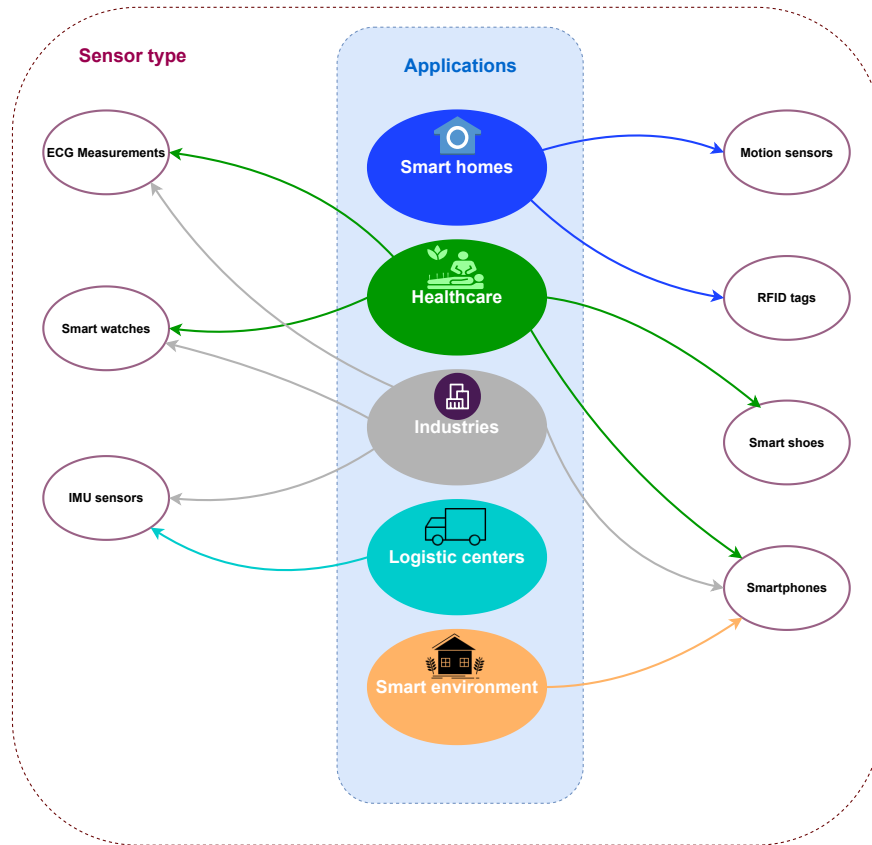 Sensor type
Applications
ECG Measurements
Smart watches
IMU sensors
Smart homes
Healthcare
Industries
Logistic centers
Smart environment
Motion sensors
RFID tags
Smart shoes
Smartphones